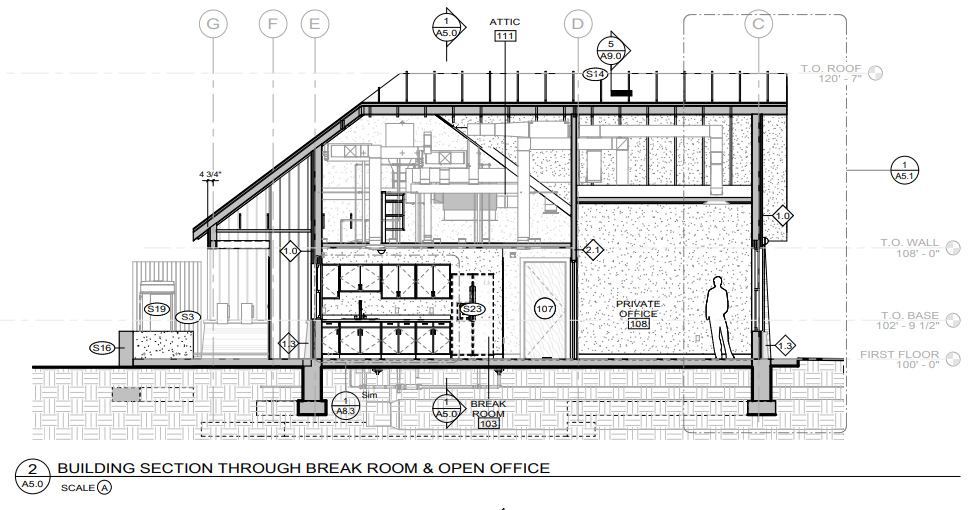 G
F
E
1
A5.0
ATTIC
111
D
5
A9.0
C
S14
T.O. ROOF
120' - 7"
4 3/4"
1
A5.1
1.0
1.0
2.1
T.O. WALL
108' - 0"
S19
S3
S23
107
PRIVATE
OFFICE
108
T.O. BASE
102' - 9 1/2"
S16
1.3
1.3
FIRST FLOOR
100' - 0"
Sim
1
A8.3
1
A5.0
BREAK
ROOM
103
2
A5.0
BUILDING SECTION THROUGH BREAK ROOM & OPEN OFFICE
SCALE A